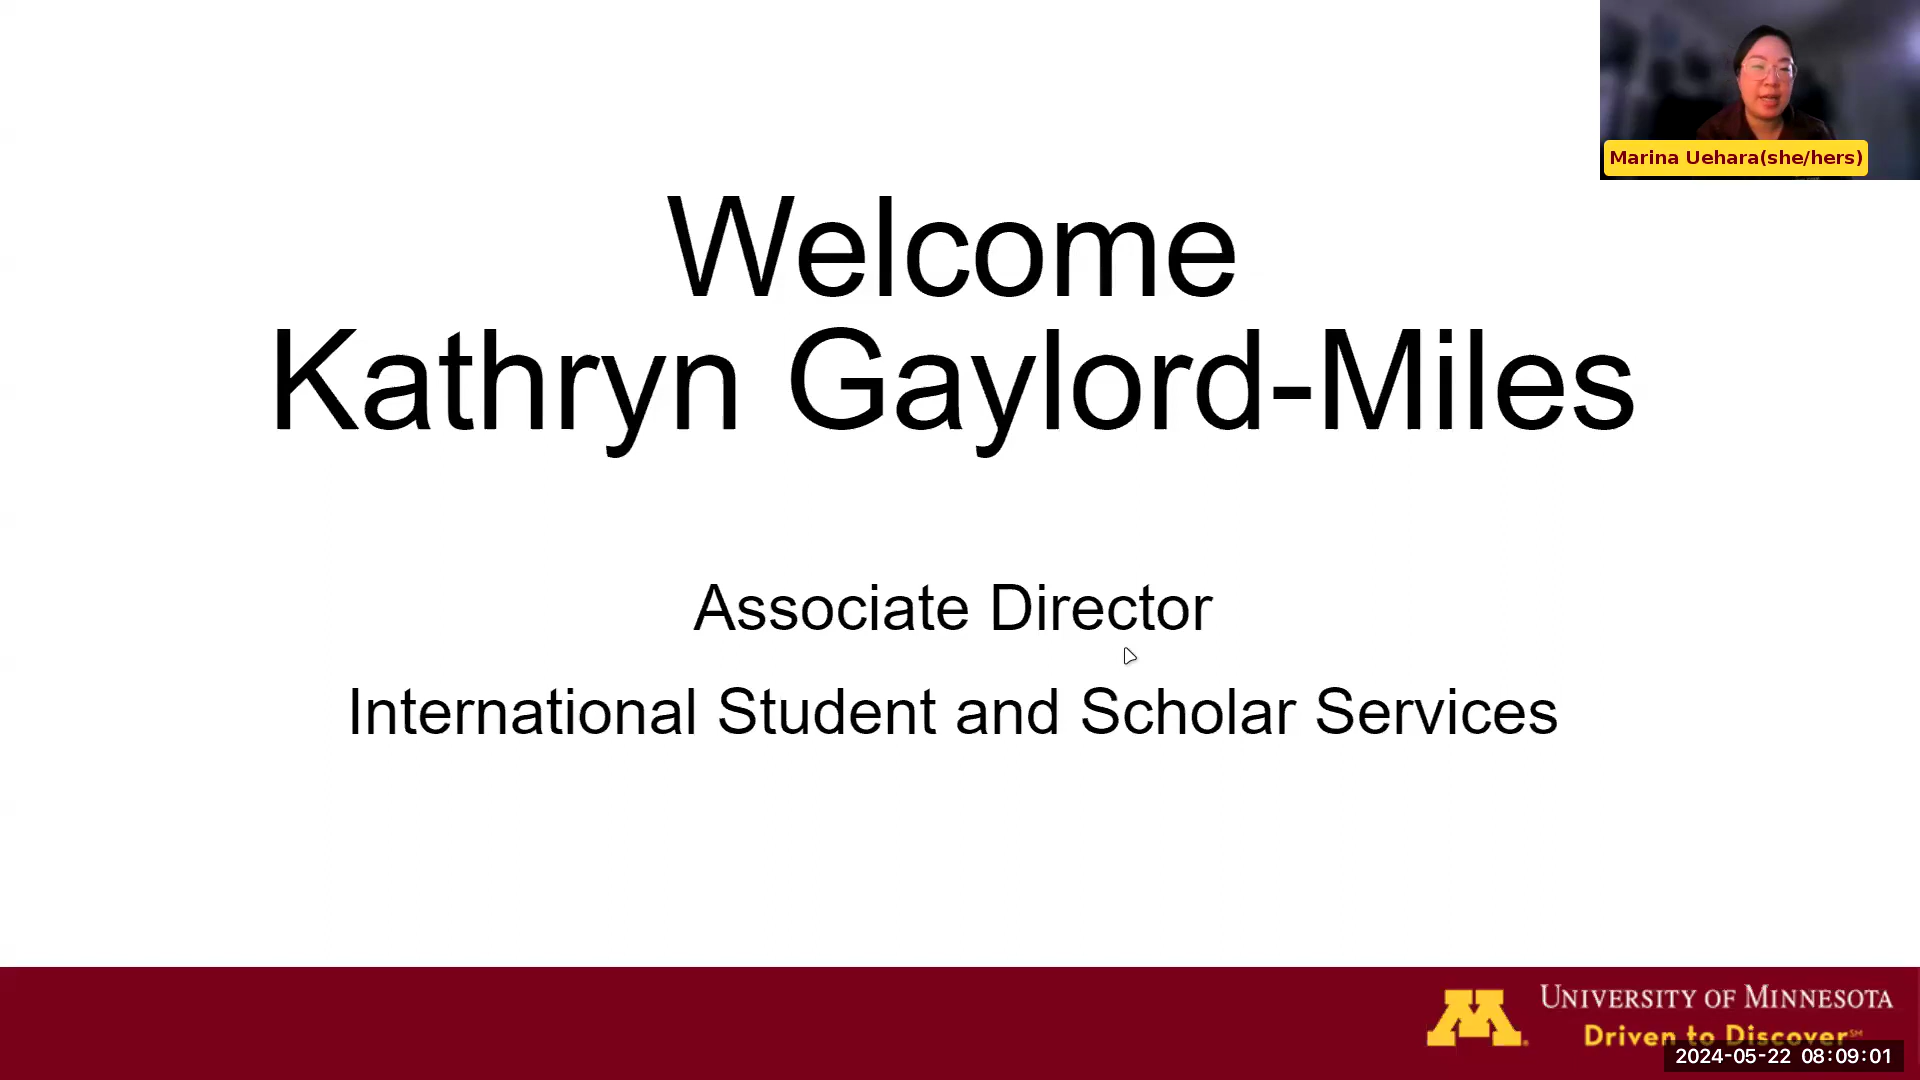 Marina Uehara(she/hers)
Welcome
Kathryn Gaylord-Miles
Associate Director
International Student and Scholar Services
UNIVERSITY OF MINNESOTA
Driven to Discover℠
2024-05-22 08:09:01